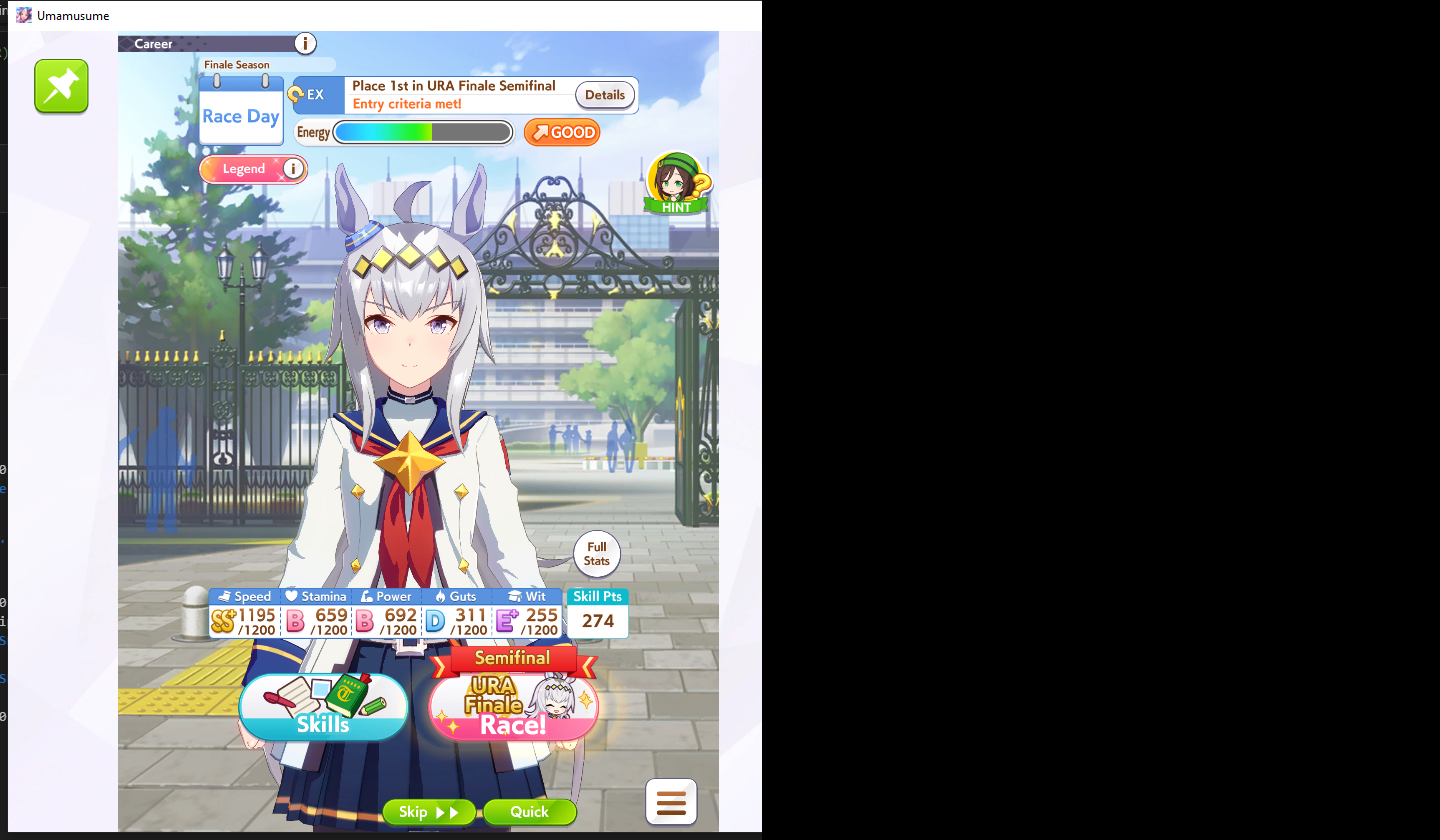 Umamusume
Career
i
Finale Season
Race Day
EX
Place 1st in URA Finale Semifinal
Entry criteria met!
Details
Energy
GOOD
Legend
i
?
HINT
Full
Stats
Speed Stamina Power Guts Wit Skill Pts
SS+ 1195 B 659 B 692 D 311 E+ 255
/1200 /1200 /1200 /1200 /1200
274
Semifinal
T
Skills
URA
Finale
Race!
Skip
Quick